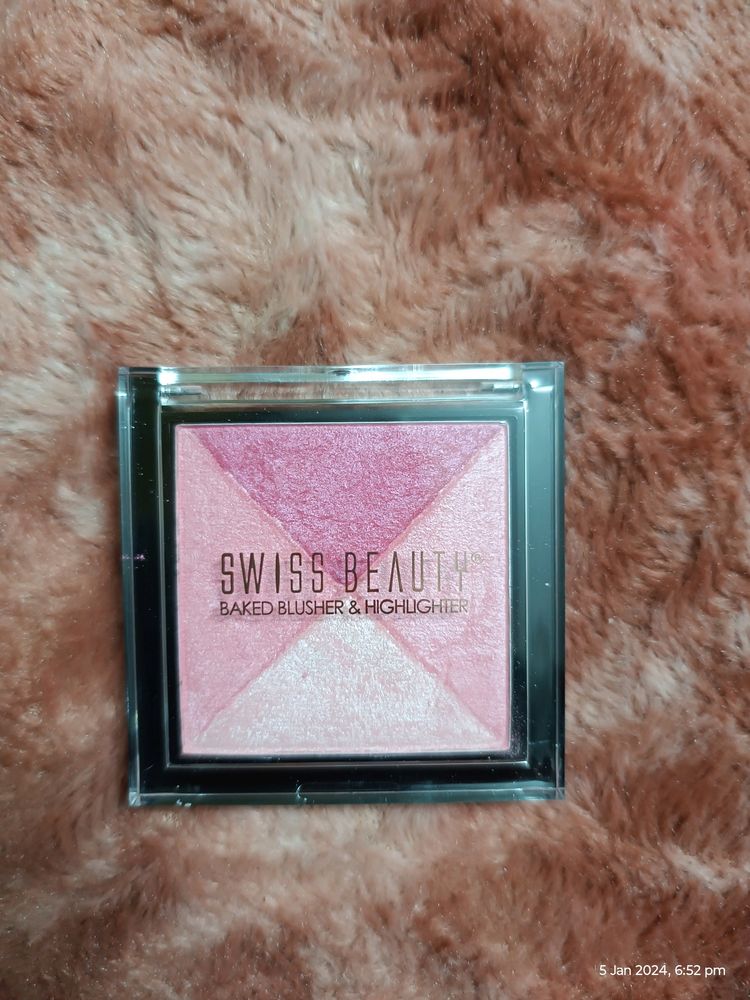 SWISS BEAUTY®
BAKED BLUSHER & HIGHLIGHTER
5 Jan 2024, 6:52 pm